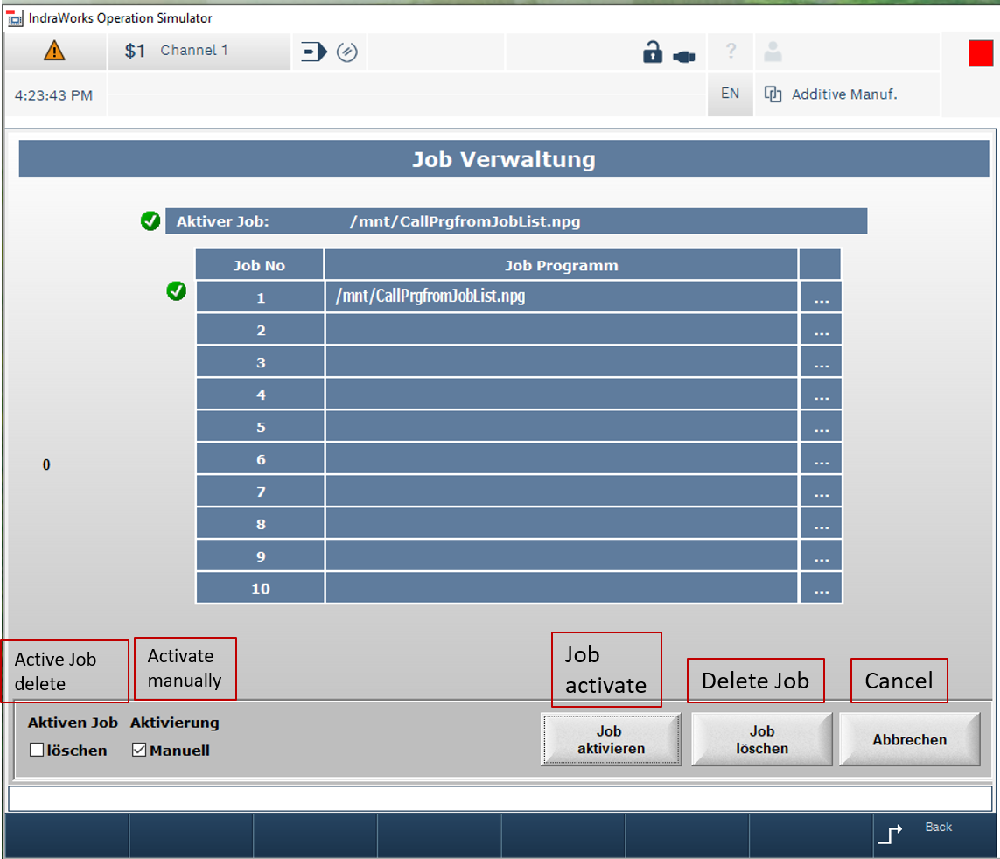 IndraWorks Operation Simulator
$1 Channel 1
?
4:23:43 PM
EN
Additive Manuf.
Job Verwaltung
Aktiver Job: /mnt/CallPrgfromJobList.npg
Job No Job Programm
1 /mnt/CallPrgfromJobList.npg ...
2 ...
3 ...
4 ...
5 ...
6 ...
7 ...
8 ...
9 ...
10 ...
0
Active Job
delete
Activate
manually
Job
activate
Delete Job
Cancel
Aktiven Job
löschen
Aktivierung
Manuell
Job
aktivieren
Job
löschen
Abbrechen
Back